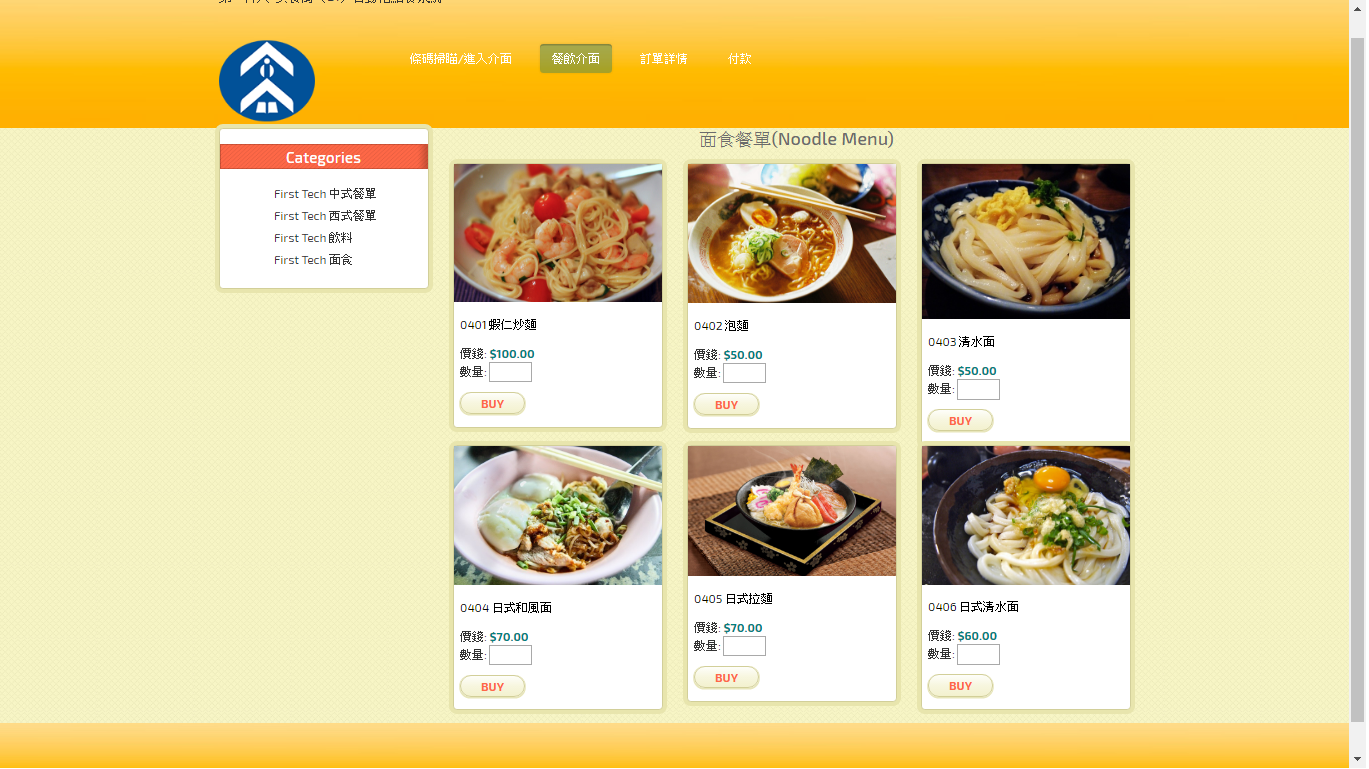 條碼掃瞄/進入介面
餐飲介面
訂單詳情
付款
Categories
First Tech 中式餐單
First Tech 西式餐單
First Tech 飲料
First Tech 面食
面食餐單(Noodle Menu)
0401 蝦仁炒麵
價錢: $100.00
數量:
BUY
0402 泡麵
價錢: $50.00
數量:
BUY
0403 清水面
價錢: $50.00
數量:
BUY
0404 日式和風面
價錢: $70.00
數量:
BUY
0405 日式拉麵
價錢: $70.00
數量:
BUY
0406 日式清水面
價錢: $60.00
數量:
BUY